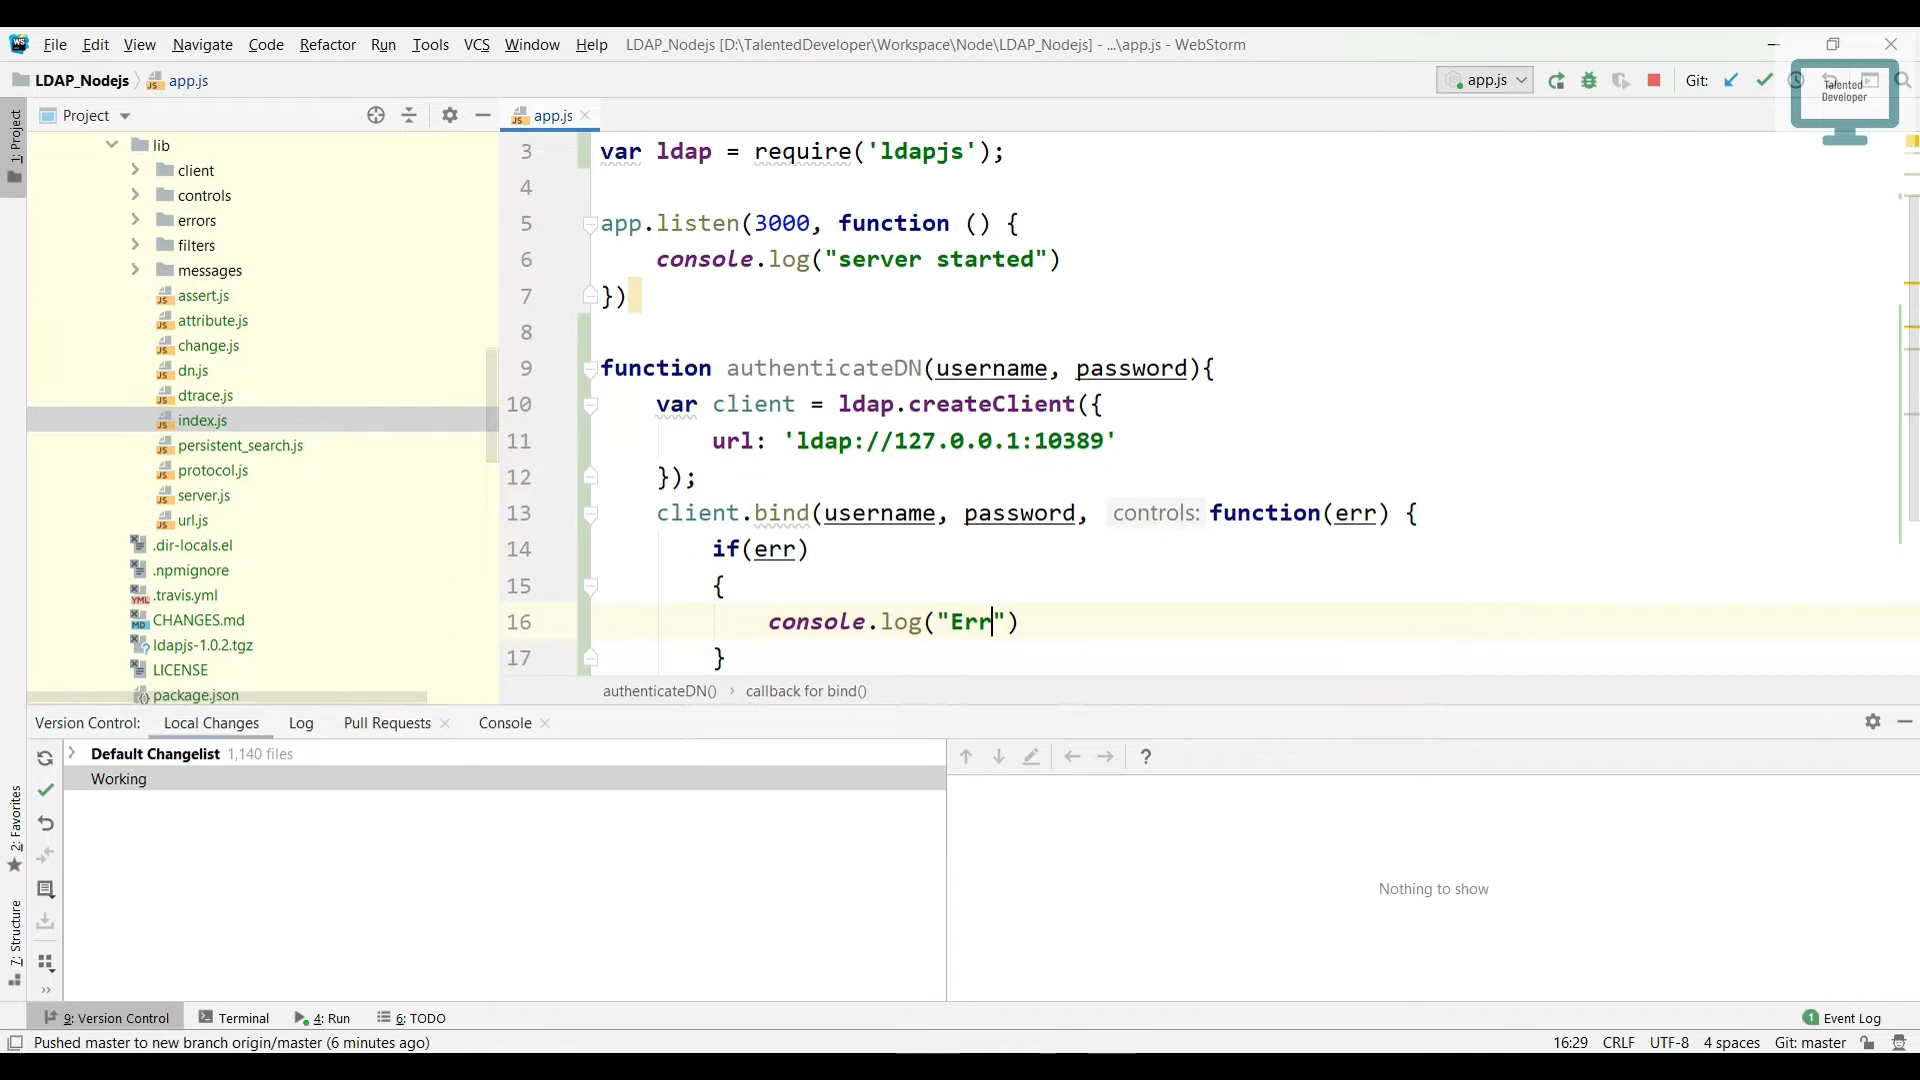 File Edit View Navigate Code Refactor Run Tools VCS Window Help LDAP_Nodejs [D:\TalentedDeveloper\Workspace\Node\LDAP_Nodejs] - ...\app.js - WebStorm
LDAP_Nodejs app.js
app.js Git:
Talented
Developer
1: Project
Project
app.js
lib
client
controls
errors
filters
messages
assert.js
attribute.js
change.js
dn.js
dtrace.js
index.js
persistent_search.js
protocol.js
server.js
url.js
.dir-locals.el
.npmignore
.travis.yml
CHANGES.md
ldapjs-1.0.2.tgz
LICENSE
package.json
3 var ldap = require('ldapjs');
4
5 app.listen(3000, function () {
6 console.log("server started")
7 })
8
9 function authenticateDN(username, password){
10 var client = ldap.createClient({
11 url: 'ldap://127.0.0.1:10389'
12 });
13 client.bind(username, password, controls: function(err) {
14 if(err)
15 {
16 console.log("Err")
17 }
authenticateDN() › callback for bind()
Version Control: Local Changes Log Pull Requests Console
Default Changelist 1,140 files
Working
?
Nothing to show
2: Favorites
7: Structure
9: Version Control Terminal 4: Run 6: TODO 1 Event Log
Pushed master to new branch origin/master (6 minutes ago) 16:29 CRLF UTF-8 4 spaces Git: master